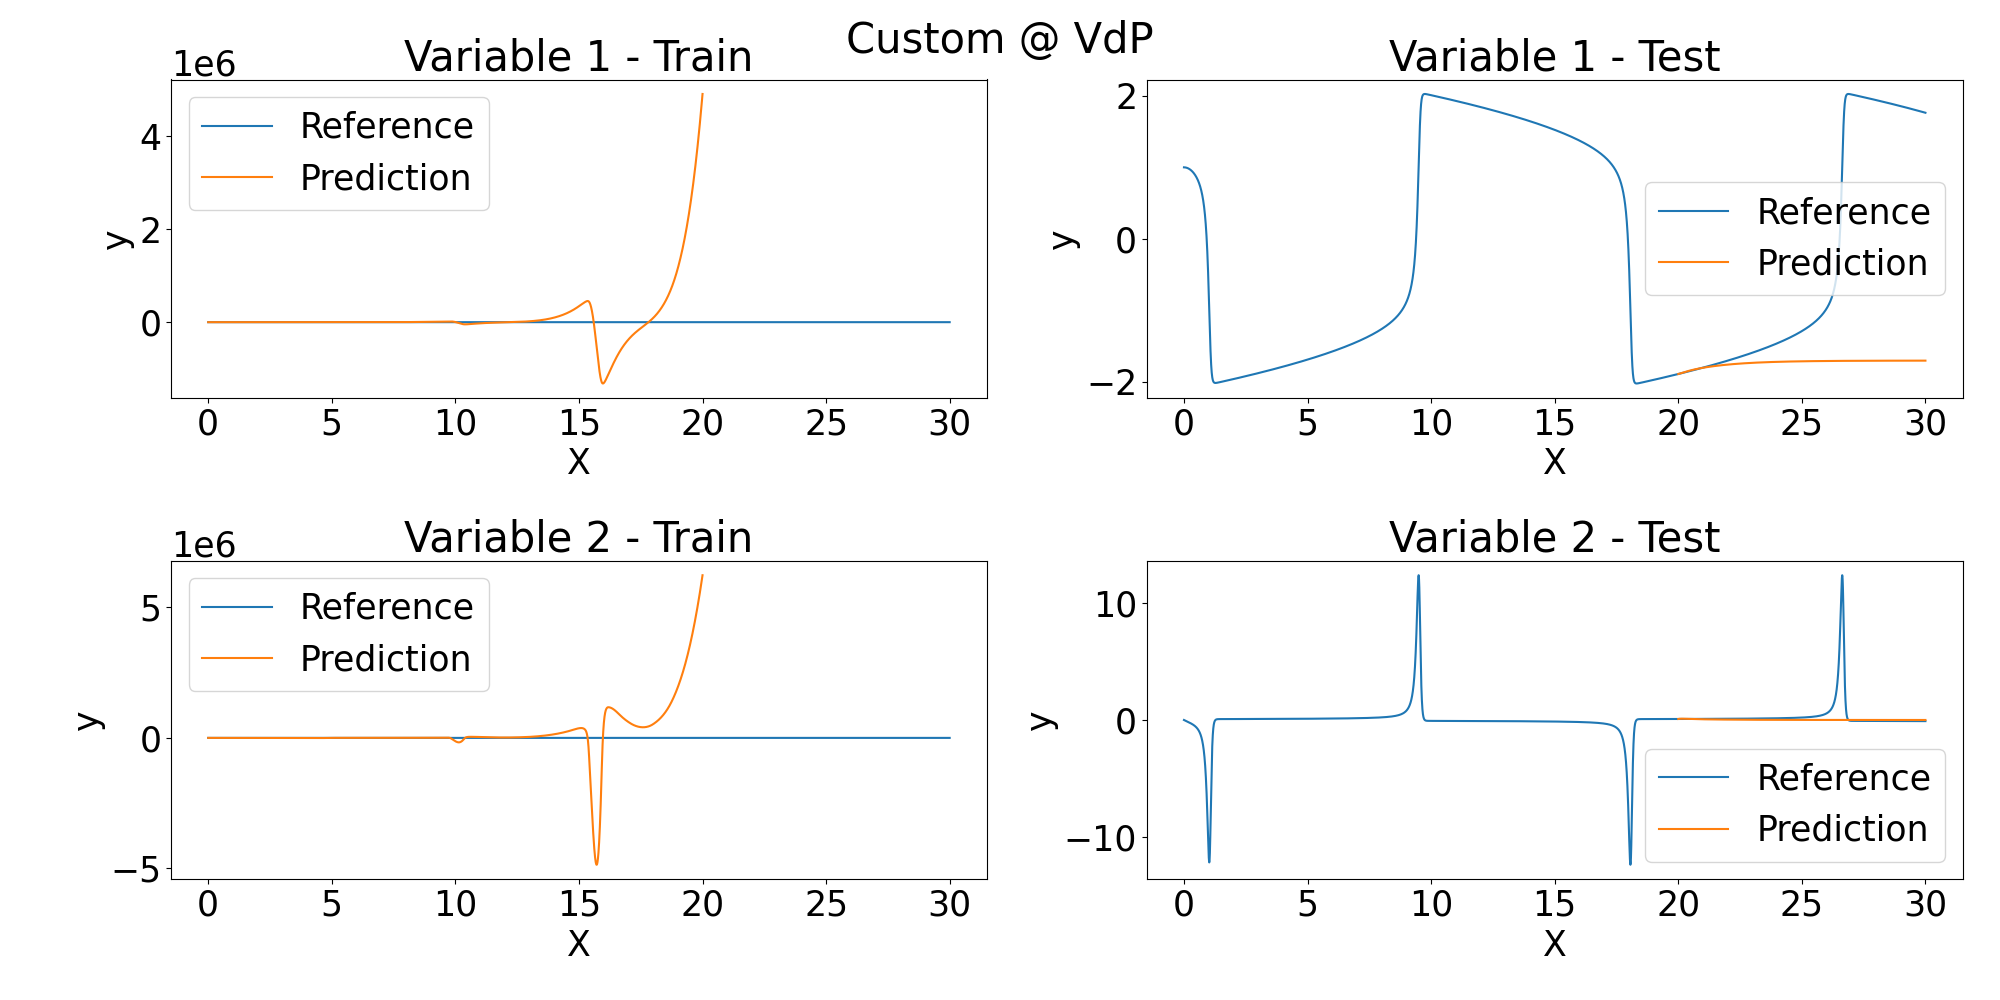 Custom @ VdP
Variable 1 - Train
1e6
Reference
Prediction
y
4
2
0
0 5 10 15 20 25 30
X
Variable 1 - Test
Reference
Prediction
y
2
0
−2
0 5 10 15 20 25 30
X
Variable 2 - Train
1e6
Reference
Prediction
y
5
0
−5
0 5 10 15 20 25 30
X
Variable 2 - Test
Reference
Prediction
y
10
0
−10
0 5 10 15 20 25 30
X